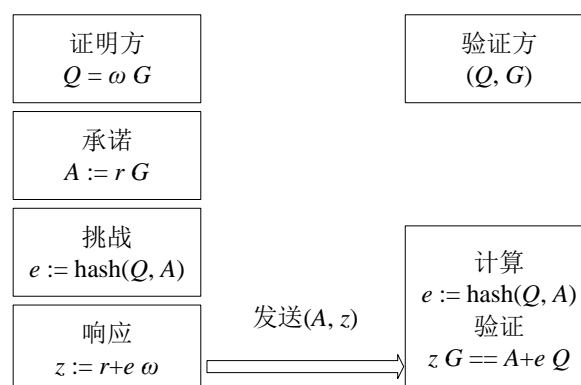 证明方
Q = ω G
验证方
(Q, G)
承诺
A := r G
挑战
e := hash(Q, A)
响应
z := r+e ω
发送(A, z)
计算
e := hash(Q, A)
验证
z G == A+e Q